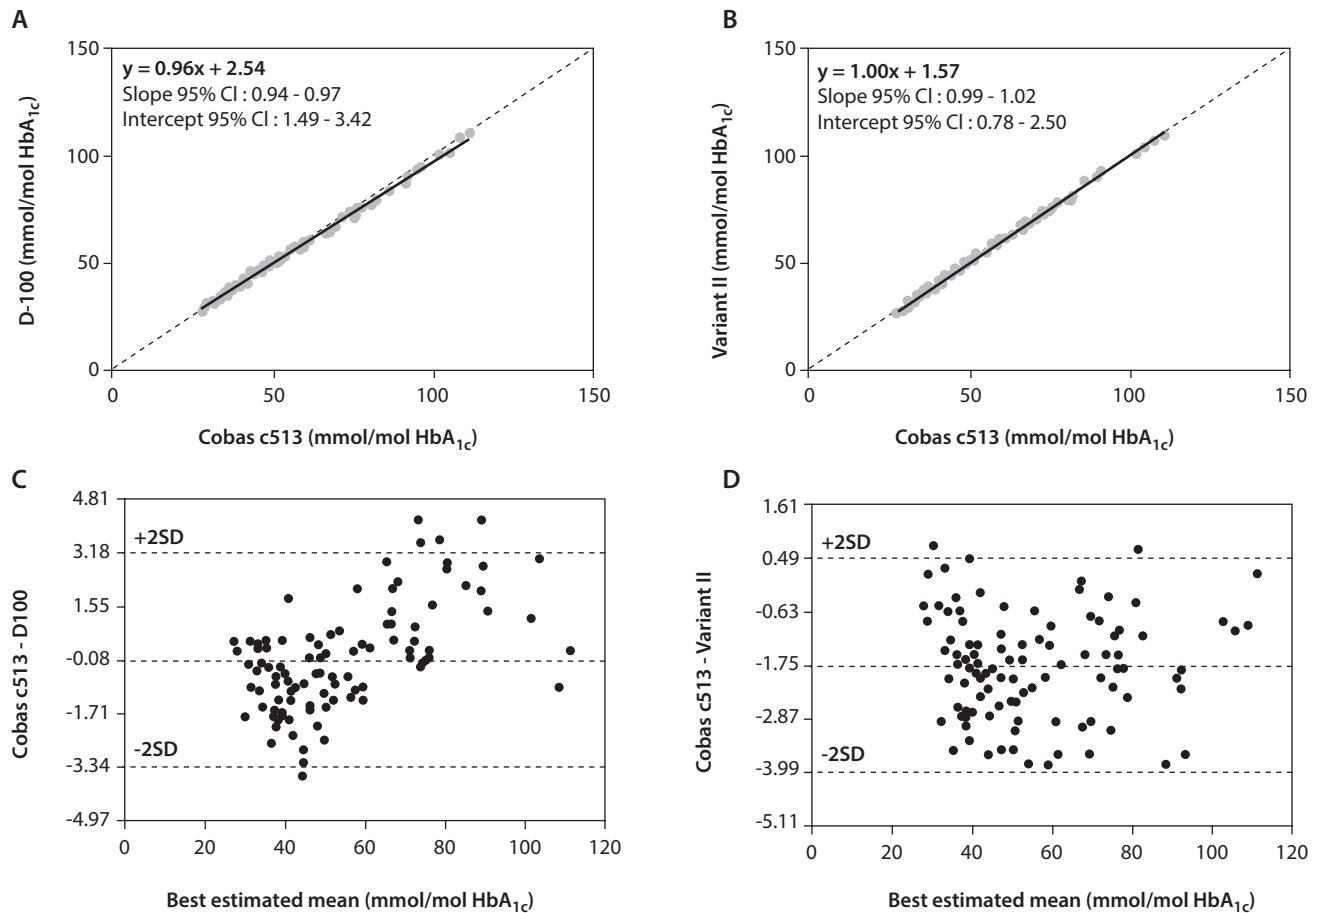 A
150
100
50
0
D-100 (mmol/mol HbA1c)
y = 0.96x + 2.54
Slope 95% Cl : 0.94 - 0.97
Intercept 95% Cl : 1.49 - 3.42
0 50 100 150
Cobas c513 (mmol/mol HbA1c)
B
150
100
50
0
Variant II (mmol/mol HbA1c)
y = 1.00x + 1.57
Slope 95% Cl : 0.99 - 1.02
Intercept 95% Cl : 0.78 - 2.50
0 50 100 150
Cobas c513 (mmol/mol HbA1c)
C
4.81
3.18
1.55
-0.08
-1.71
-3.34
-4.97
Cobas c513 - D100
+2SD
-2SD
0 20 40 60 80 100 120
Best estimated mean (mmol/mol HbA1c)
D
1.61
0.49
-0.63
-1.75
-2.87
-3.99
-5.11
Cobas c513 - Variant II
+2SD
-2SD
0 20 40 60 80 100 120
Best estimated mean (mmol/mol HbA1c)